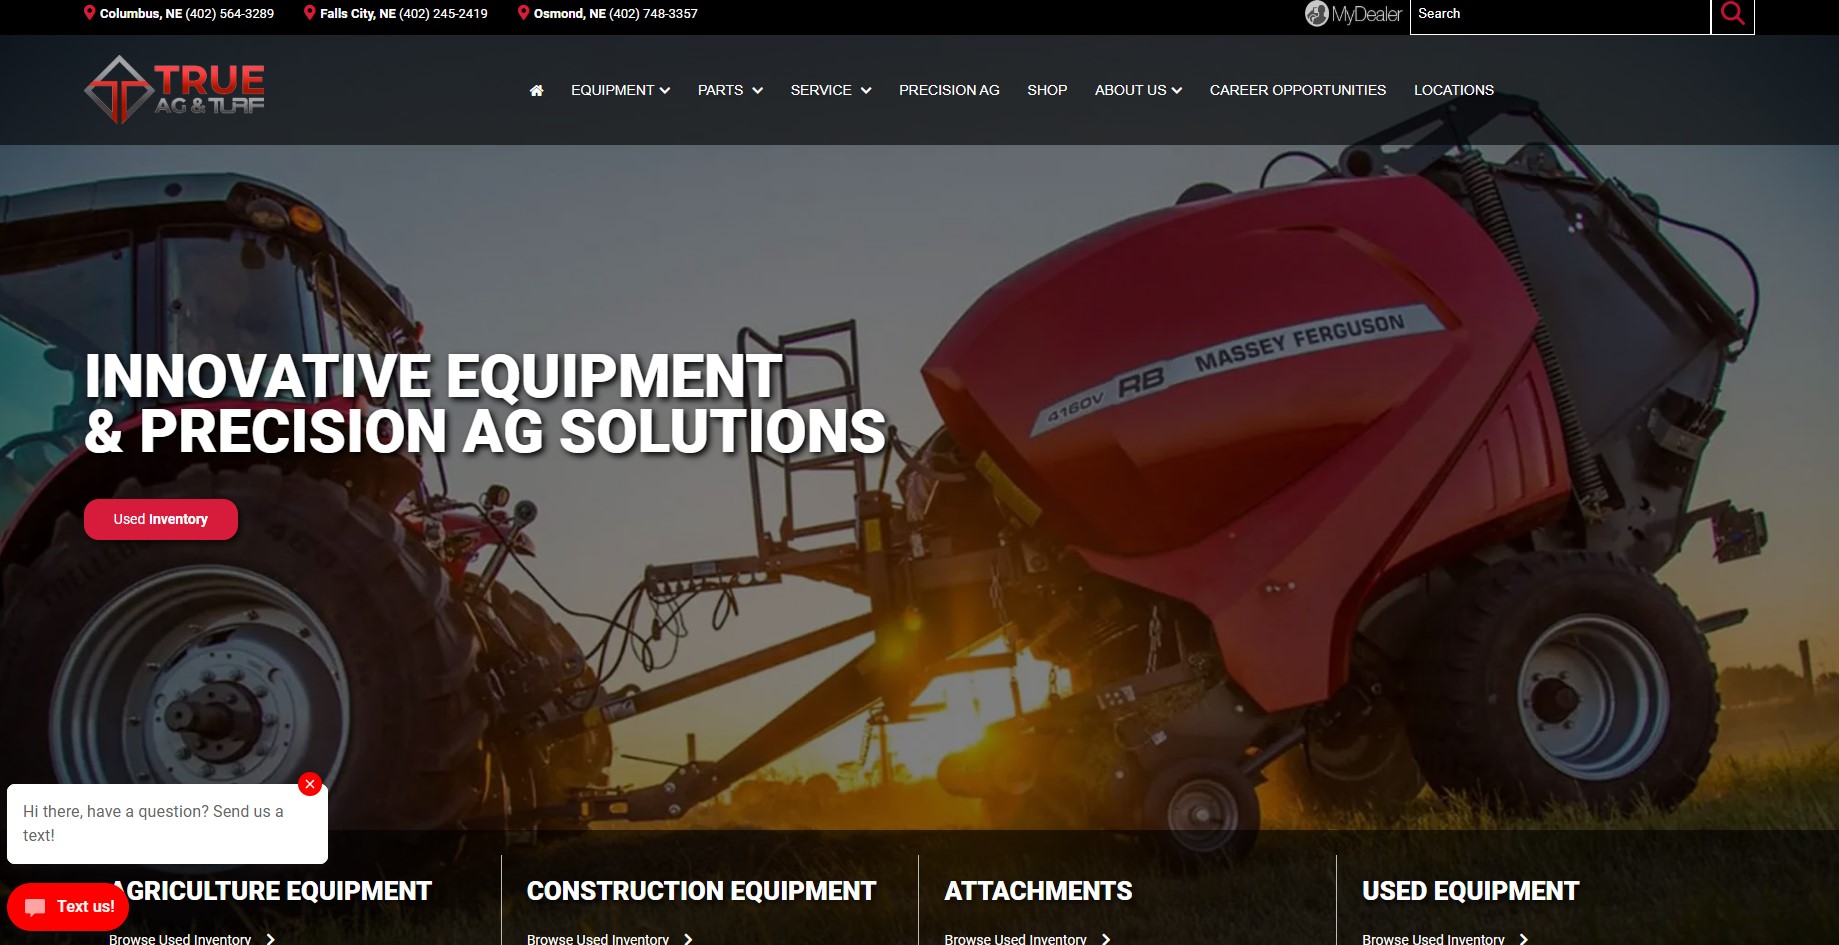 Columbus, NE (402) 564-3289
Falls City, NE (402) 245-2419
Osmond, NE (402) 748-3357
MyDealer
Search
TRUE
AG & TURF
EQUIPMENT
PARTS
SERVICE
PRECISION AG
SHOP
ABOUT US
CAREER OPPORTUNITIES
LOCATIONS
4160V RB MASSEY FERGUSON
INNOVATIVE EQUIPMENT
& PRECISION AG SOLUTIONS
Used Inventory
Hi there, have a question? Send us a
text!
Text us!
AGRICULTURE EQUIPMENT
Browse Used Inventory
CONSTRUCTION EQUIPMENT
Browse Used Inventory
ATTACHMENTS
Browse Used Inventory
USED EQUIPMENT
Browse Used Inventory